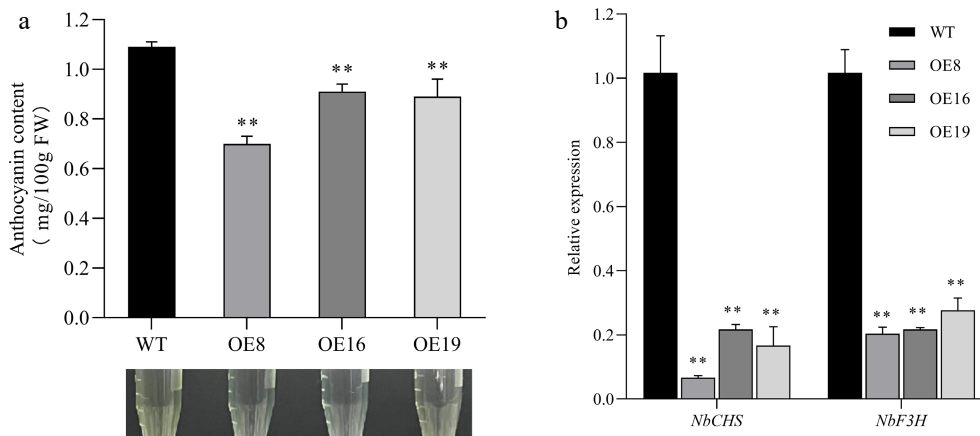 a
Anthocyanin content
( mg/100g FW)
1.2
1.0
0.8
0.6
0.4
0.2
0.0
**
**
**
WT OE8 OE16 OE19
b
Relative expression
1.2
1.0
0.8
0.6
0.4
0.2
0.0
WT
OE8
OE16
OE19
**
**
**
**
**
**
NbCHS NbF3H